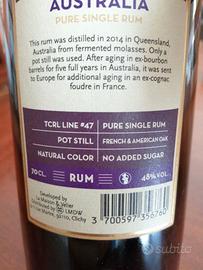 AUSTRALIA
PURE SINGLE RUM
This rum was distilled in 2014 in Queensland,
Australia from fermented molasses. Only a
pot still was used. After aging in ex-bourbon
barrels for five full years in Australia, it was sent
to Europe for additional aging in an ex-cognac
foudre in France.
TCRL LINE #47
PURE SINGLE RUM
POT STILL
FRENCH & AMERICAN OAK
NATURAL COLOR
NO ADDED SUGAR
70cl
RUM
48% VOL.
Developed by
La Maison & Velier
LMDW
92110, Clichy
3 700597 356760
subito